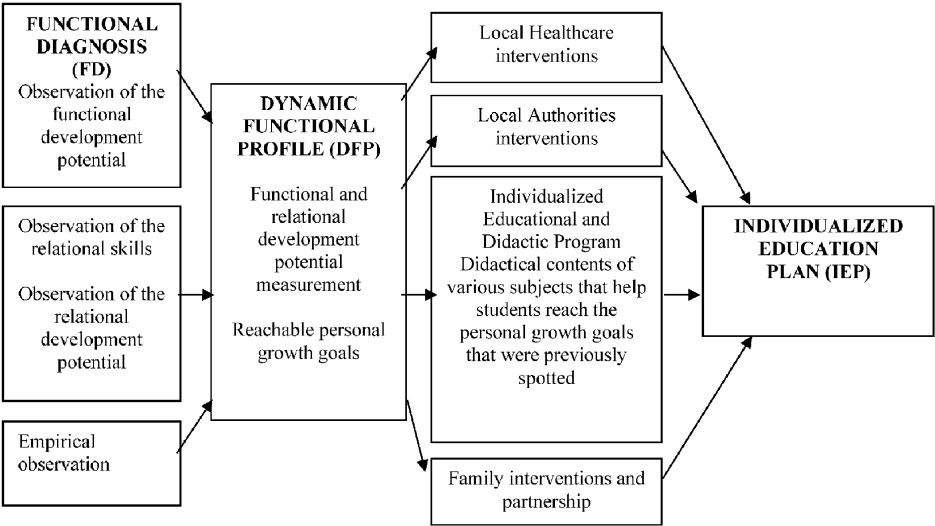 FUNCTIONAL
DIAGNOSIS
(FD)
Observation of the
functional
development
potential
Observation of the
relational skills
Observation of the
relational
development
potential
Empirical
observation
DYNAMIC
FUNCTIONAL
PROFILE (DFP)
Functional and
relational
development
potential
measurement
Reachable personal
growth goals
Local Healthcare
interventions
Local Authorities
interventions
Individualized
Educational and
Didactic Program
Didactical contents of
various subjects that help
students reach the
personal growth goals
that were previously
spotted
Family interventions and
partnership
INDIVIDUALIZED
EDUCATION
PLAN (IEP)